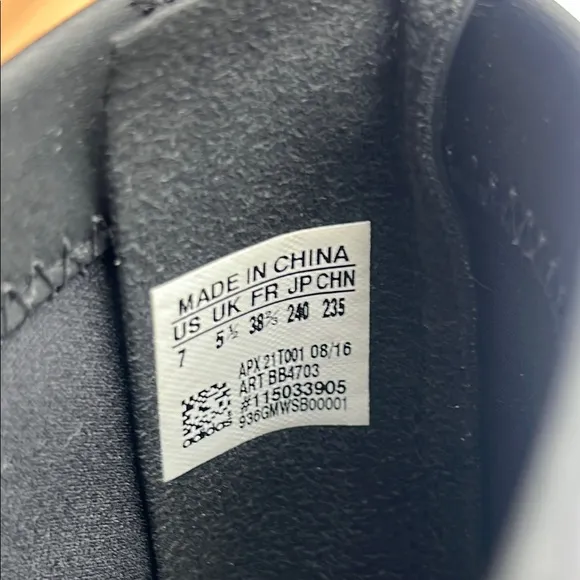 MADE IN CHINA
US UK FR JP CHN
7 5½ 38⅔ 240 235
APX 21T001 08/16
ART BB4703
#115033905
936GMWSB00001
adidas